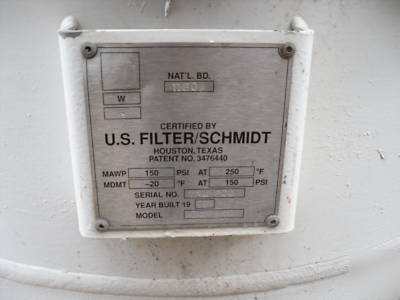 NAT'L. BD.
W
CERTIFIED BY
U.S. FILTER/SCHMIDT
HOUSTON, TEXAS
PATENT NO. 3476440
MAWP 150 PSI AT 250 °F
MDMT -20 °F AT 150 PSI
SERIAL NO.
YEAR BUILT 19
MODEL